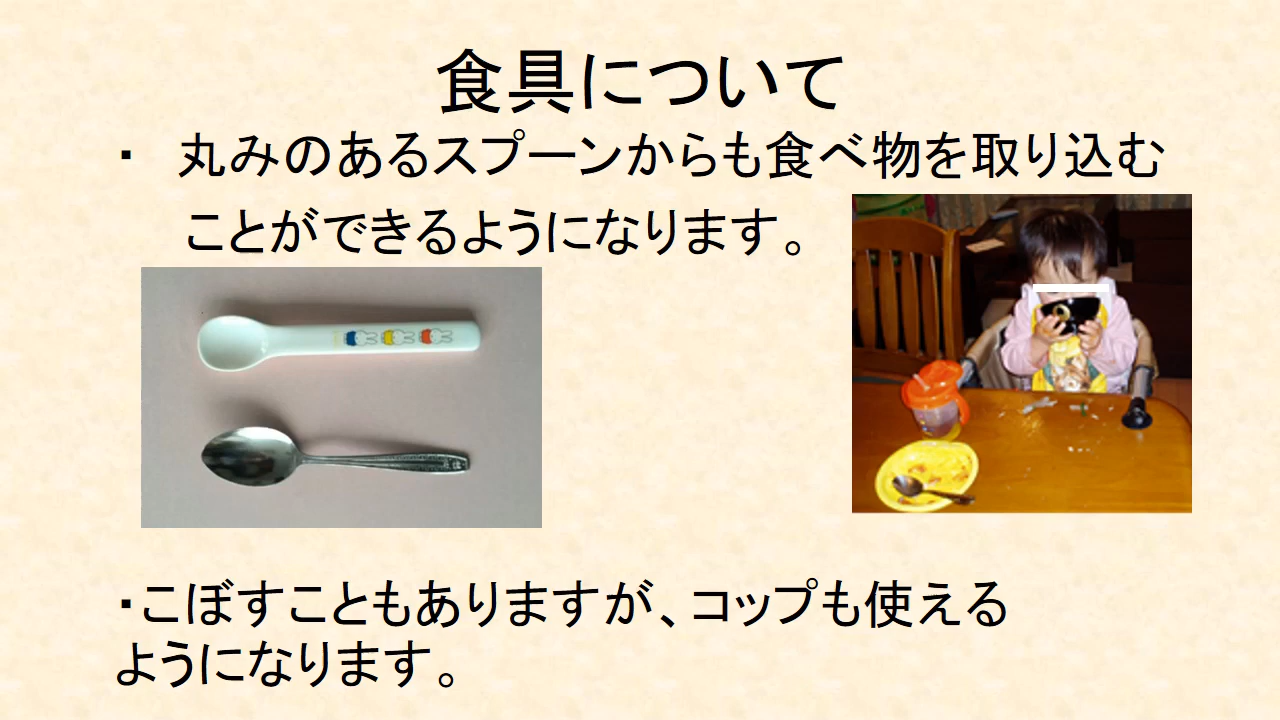 食具について
・ 丸みのあるスプーンからも食べ物を取り込む
ことができるようになります。
・こぼすこともありますが、コップも使える
ようになります。